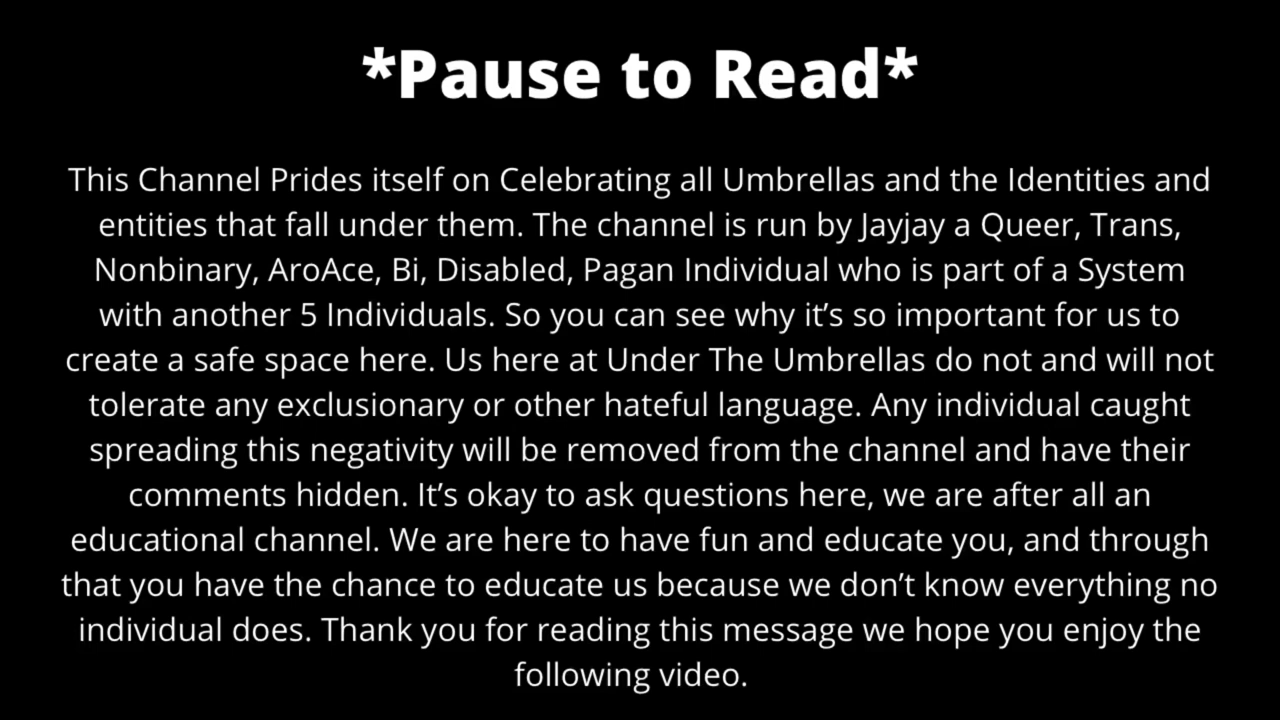 *Pause to Read*
This Channel Prides itself on Celebrating all Umbrellas and the Identities and
entities that fall under them. The channel is run by Jayjay a Queer, Trans,
Nonbinary, AroAce, Bi, Disabled, Pagan Individual who is part of a System
with another 5 Individuals. So you can see why it’s so important for us to
create a safe space here. Us here at Under The Umbrellas do not and will not
tolerate any exclusionary or other hateful language. Any individual caught
spreading this negativity will be removed from the channel and have their
comments hidden. It’s okay to ask questions here, we are after all an
educational channel. We are here to have fun and educate you, and through
that you have the chance to educate us because we don’t know everything no
individual does. Thank you for reading this message we hope you enjoy the
following video.